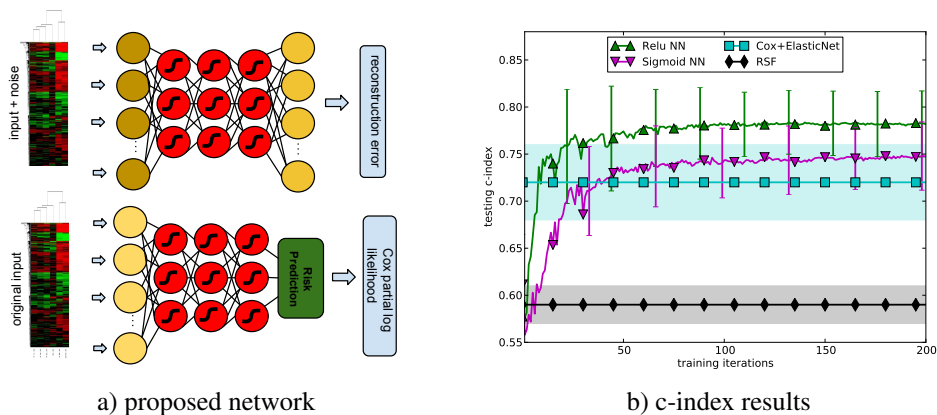 input + noise
reconstruction error
original input
Risk
Prediction
Cox partial log
likelihood
a) proposed network
Relu NN
Sigmoid NN
Cox+ElasticNet
RSF
testing c-index
0.85
0.80
0.75
0.70
0.65
0.60
0.55
50
100
150
200
training iterations
b) c-index results